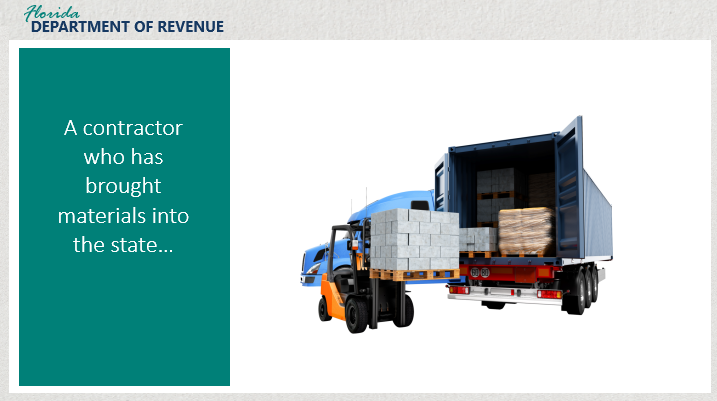 Florida
DEPARTMENT OF REVENUE
A contractor
who has
brought
materials into
the state...